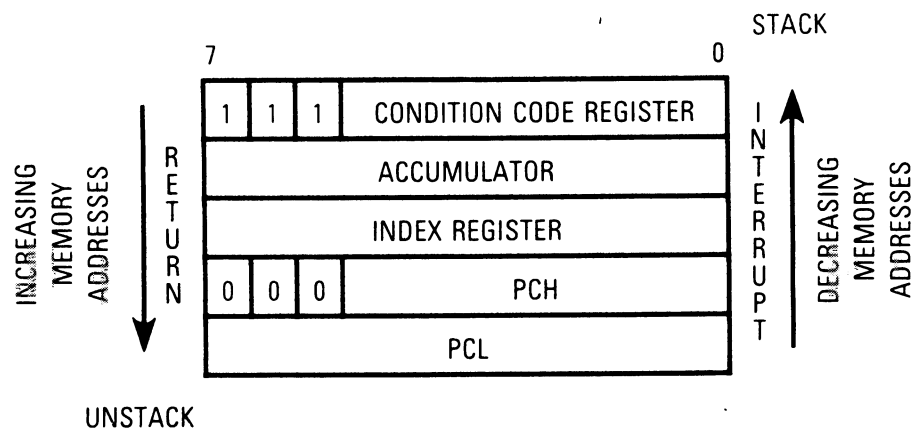 STACK
7 0
1 1 1 CONDITION CODE REGISTER
ACCUMULATOR
INDEX REGISTER
0 0 0 PCH
PCL
INCREASING
MEMORY
ADDRESSES
RETURN
INTERRUPT
DECREASING
MEMORY
ADDRESSES
UNSTACK